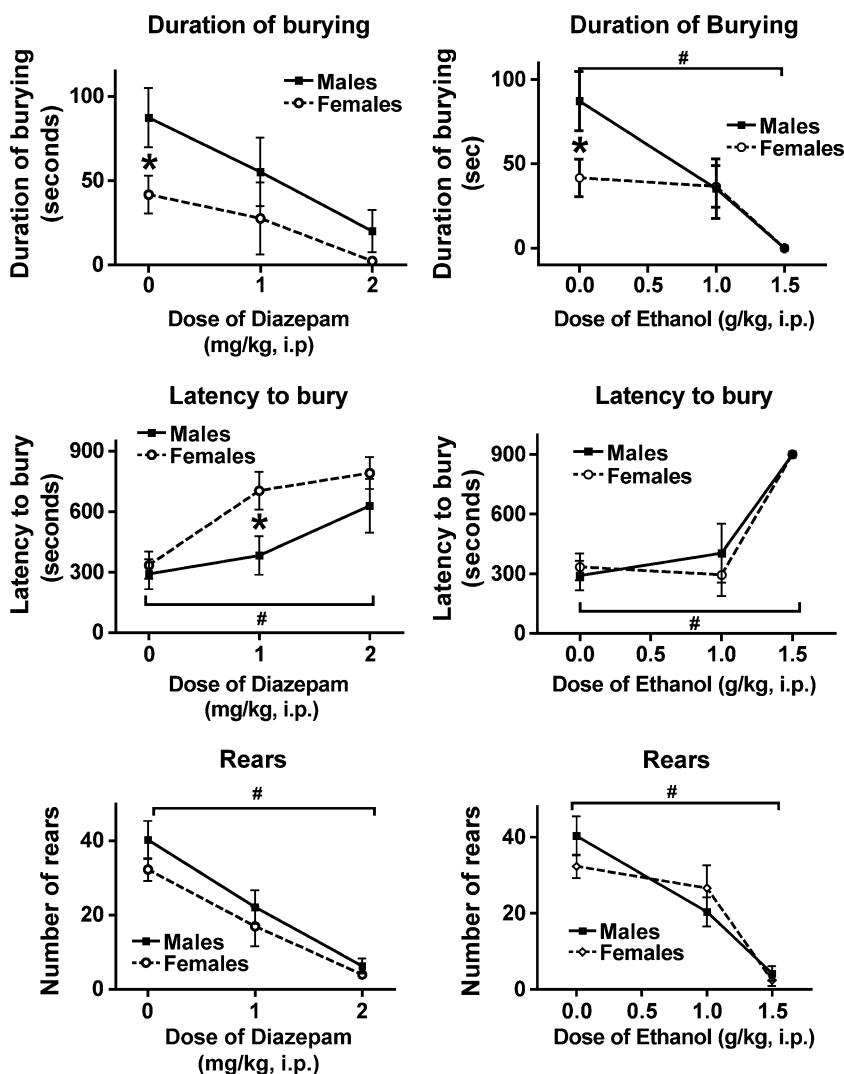 Duration of burying
Duration of burying
(seconds)
Males
Females
100
50
0
*
0 1 2
Dose of Diazepam
(mg/kg, i.p)
Duration of Burying
Duration of burying
(sec)
#
Males
Females
100
50
0
*
0.0 0.5 1.0 1.5
Dose of Ethanol (g/kg, i.p.)
Latency to bury
Latency to bury
(seconds)
Males
Females
900
600
300
0
*
#
0 1 2
Dose of Diazepam
(mg/kg, i.p.)
Latency to bury
Latency to bury
(seconds)
Males
Females
900
600
300
0
#
0.0 0.5 1.0 1.5
Dose of Ethanol (g/kg, i.p.)
Rears
Number of rears
#
40
20
0
Males
Females
0 1 2
Dose of Diazepam
(mg/kg, i.p.)
Rears
Number of rears
#
40
20
0
Males
Females
0.0 0.5 1.0 1.5
Dose of Ethanol (g/kg, i.p.)